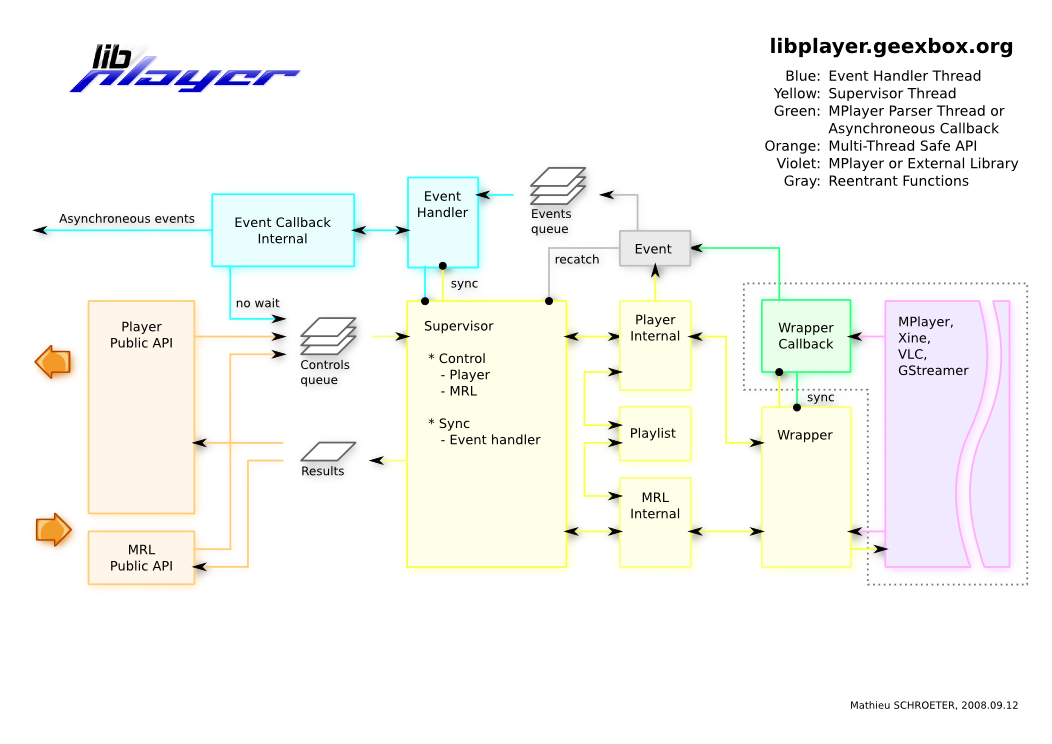 lib player
libplayer.geexbox.org
Blue: Event Handler Thread
Yellow: Supervisor Thread
Green: MPlayer Parser Thread or
Asynchroneous Callback
Orange: Multi-Thread Safe API
Violet: MPlayer or External Library
Gray: Reentrant Functions
Asynchroneous events
Event Callback
Internal
Event
Handler
Events
queue
Event
recatch
sync
no wait
Player
Public API
Controls
queue
Results
MRL
Public API
Supervisor
* Control
- Player
- MRL
* Sync
- Event handler
Player
Internal
Playlist
MRL
Internal
Wrapper
Callback
sync
Wrapper
MPlayer,
Xine,
VLC,
GStreamer
Mathieu SCHROETER, 2008.09.12